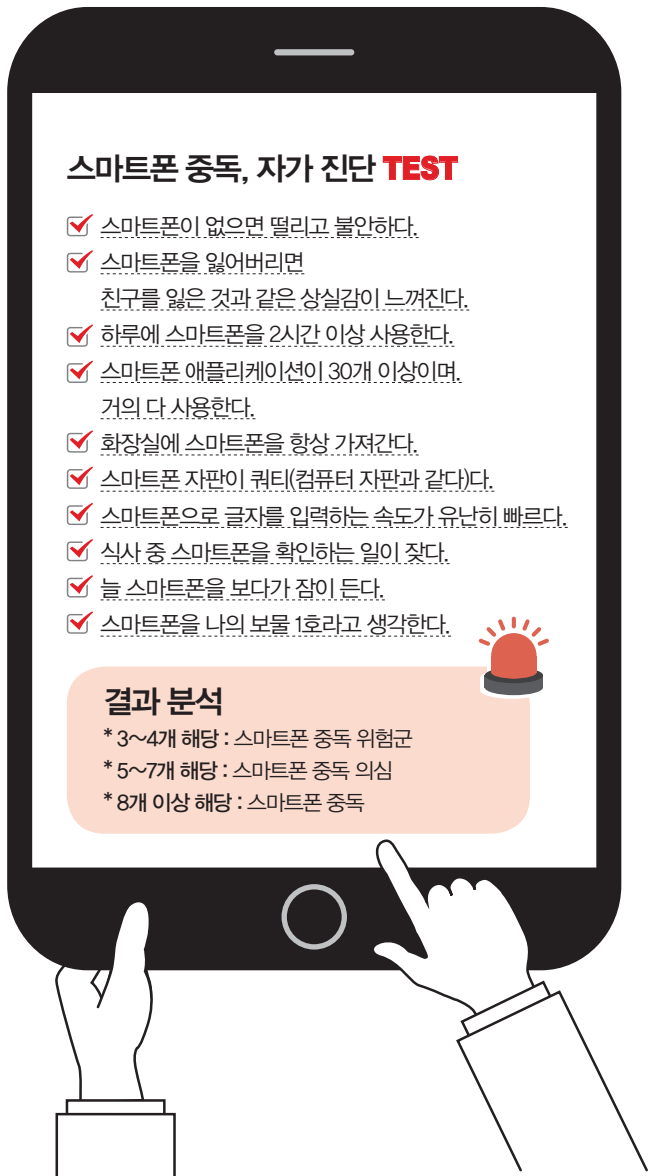 스마트폰 중독, 자가 진단 TEST
스마트폰이 없으면 떨리고 불안하다.
스마트폰을 잃어버리면
친구를 잃은 것과 같은 상실감이 느껴진다.
하루에 스마트폰을 2시간 이상 사용한다.
스마트폰 애플리케이션이 30개 이상이며,
거의 다 사용한다.
화장실에 스마트폰을 항상 가져간다.
스마트폰 자판이 쿼티(컴퓨터 자판과 같다)다.
스마트폰으로 글자를 입력하는 속도가 유난히 빠르다.
식사 중 스마트폰을 확인하는 일이 잦다.
늘 스마트폰을 보다가 잠이 든다.
스마트폰을 나의 보물 1호라고 생각한다.
결과 분석
* 3~4개 해당 : 스마트폰 중독 위험군
* 5~7개 해당 : 스마트폰 중독 의심
* 8개 이상 해당 : 스마트폰 중독